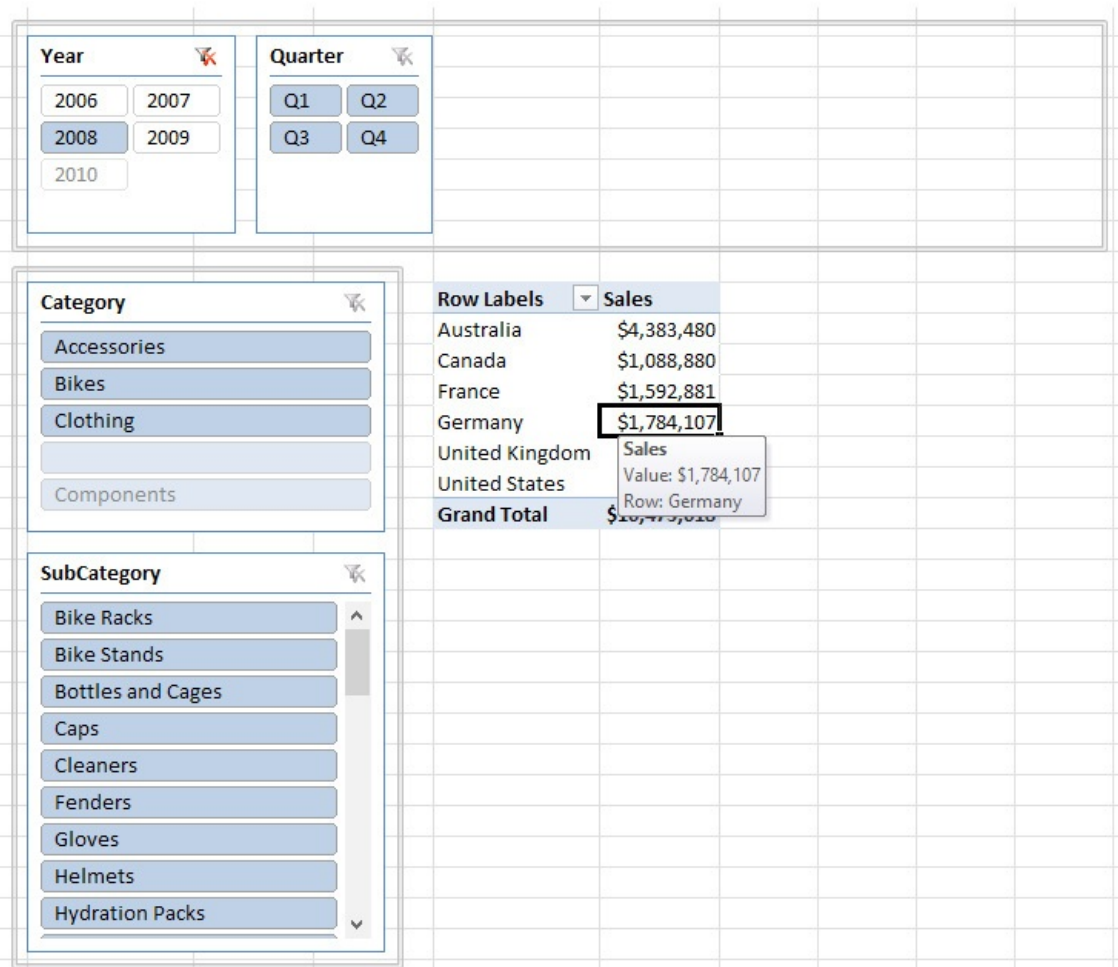 Year
2006 2007
2008 2009
2010
Quarter
Q1 Q2
Q3 Q4
Category
Accessories
Bikes
Clothing
Components
SubCategory
Bike Racks
Bike Stands
Bottles and Cages
Caps
Cleaners
Fenders
Gloves
Helmets
Hydration Packs
Row Labels Sales
Australia $4,383,480
Canada $1,088,880
France $1,592,881
Germany $1,784,107
United Kingdom
United States
Grand Total
Sales
Value: $1,784,107
Row: Germany